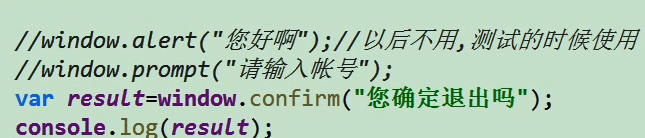 //window.alert("您好啊");//以后不用,测试的时候使用
//window.prompt("请输入帐号");
var result=window.confirm("您确定退出吗");
console.log(result);